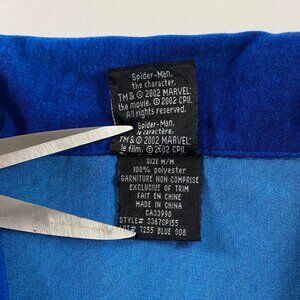 Spider-Man,
the character,
TM & © 2002 MARVEL:
the movie, © 2002 CPII.
All rights reserved.
Spider-Man,
le caractère,
TM & © 2002 MARVEL:
le film, © 2002 CPII.
SIZE M/M
100% polyester
GARNITURE NON COMPRISE
EXCLUSIVE OF TRIM
FAIT EN CHINE
MADE IN CHINA
CA33990
STYLE# 3367SP155
LOT# 7255 BLUE 008